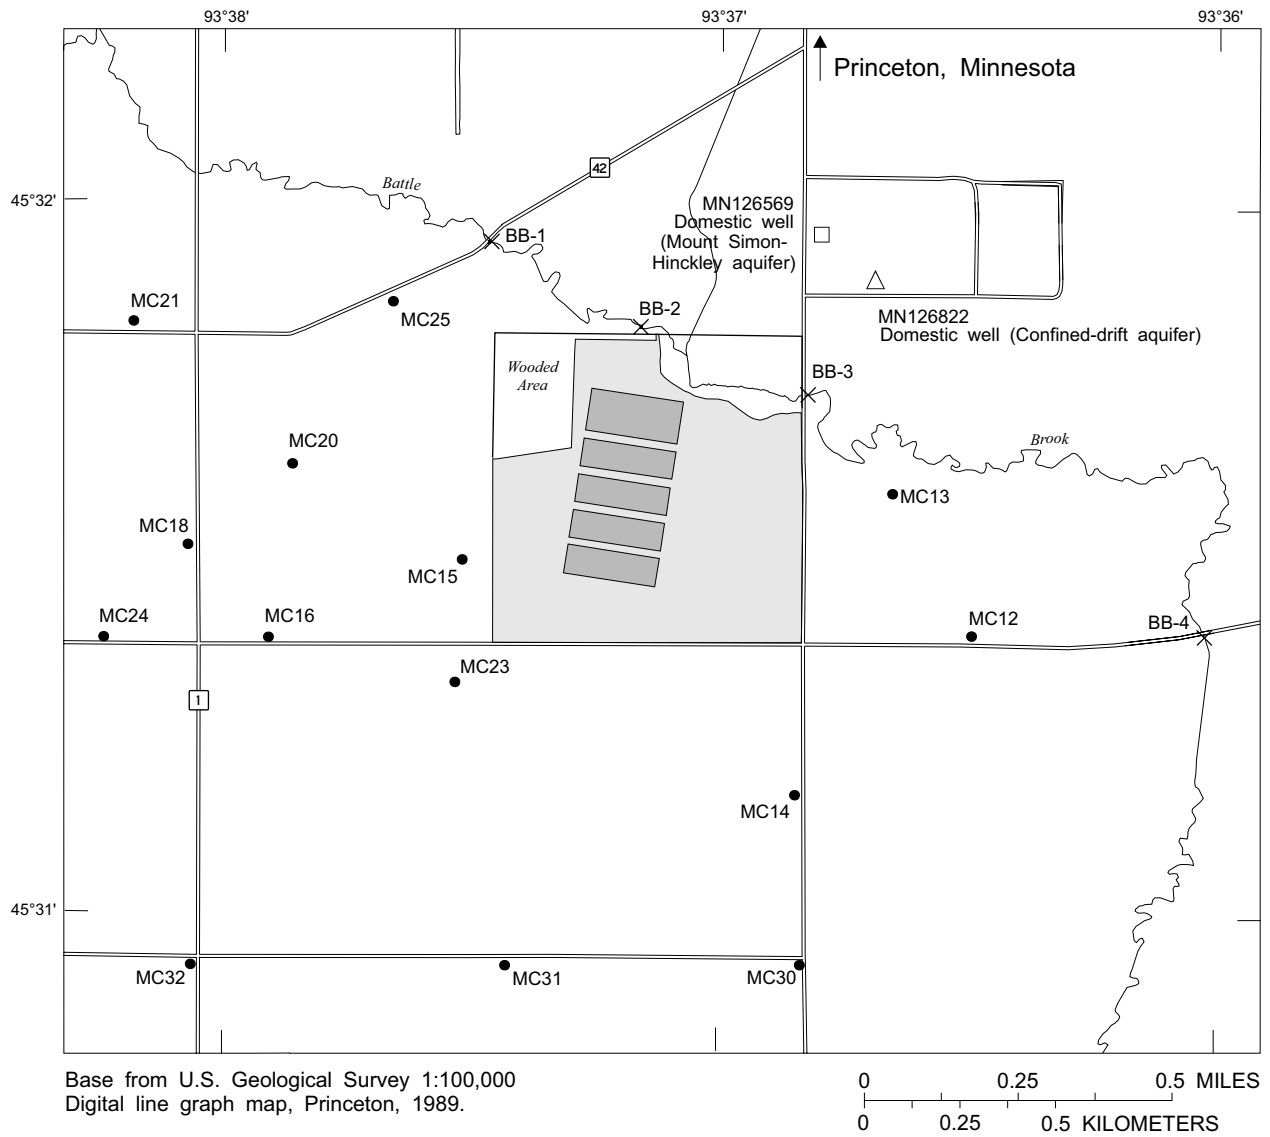 93°38'
93°37'
93°36'
Princeton, Minnesota
42
Battle
45°32'
MN126569
Domestic well
(Mount Simon-
Hinckley aquifer)
BB-1
MC21
MC25
BB-2
MN126822
Domestic well (Confined-drift aquifer)
Wooded
Area
BB-3
MC20
Brook
MC13
MC18
MC15
MC24
MC16
MC12
BB-4
MC23
1
MC14
45°31'
MC32
MC31
MC30
Base from U.S. Geological Survey 1:100,000
Digital line graph map, Princeton, 1989.
0 0.25 0.5 MILES
0 0.25 0.5 KILOMETERS